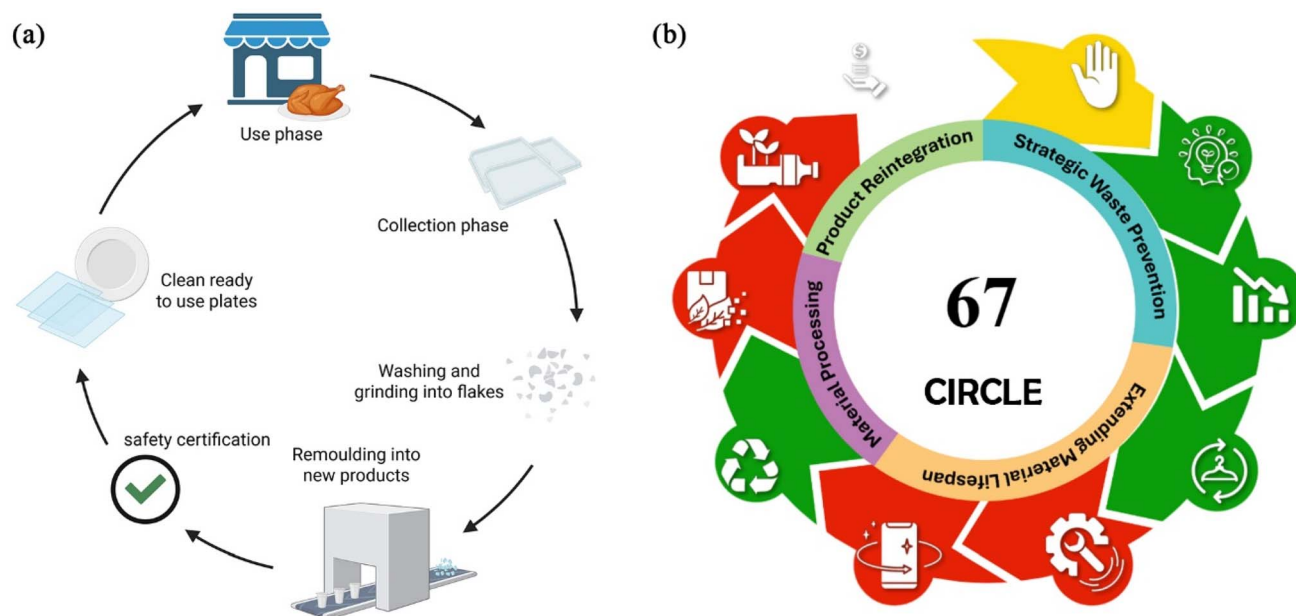 (a)
Use phase
Collection phase
Washing and
grinding into flakes
Remoulding into
new products
safety certification
Clean ready
to use plates
(b)
$
Strategic Waste Prevention
Extending Material Lifespan
Material Processing
Product Reintegration
67
CIRCLE